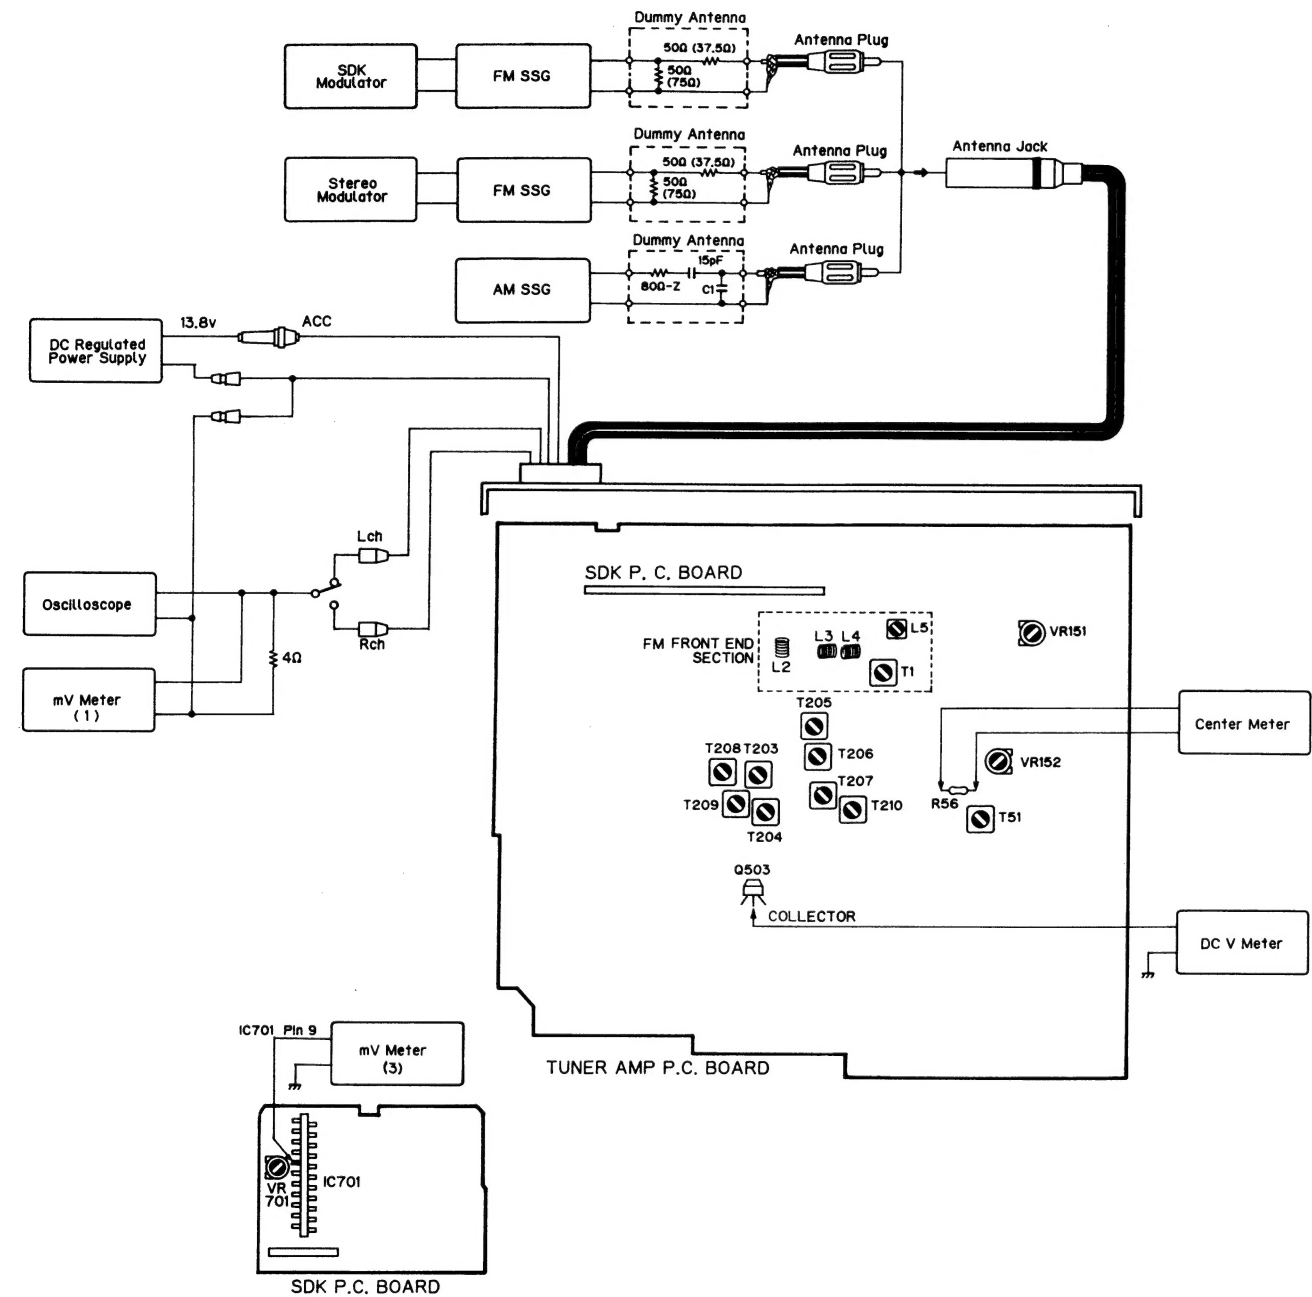 Dummy Antenna
50Ω (37.5Ω)
50Ω
(75Ω)
Antenna Plug
SDK
Modulator
FM SSG
Dummy Antenna
50Ω (37.5Ω)
50Ω
(75Ω)
Antenna Plug
Antenna Jack
Stereo
Modulator
FM SSG
Dummy Antenna
15pF
80Ω-Z
C1
Antenna Plug
AM SSG
13.8v
ACC
DC Regulated
Power Supply
Lch
Oscilloscope
Rch
4Ω
mV Meter
(1)
SDK P. C. BOARD
FM FRONT END
SECTION
L2
L3
L4
L5
T1
VR151
T205
T206
T208
T203
T207
T209
T204
T210
VR152
R56
T51
Center Meter
Q503
COLLECTOR
DC V Meter
TUNER AMP P.C. BOARD
IC701 Pin 9
mV Meter
(3)
VR
701
IC701
SDK P.C. BOARD